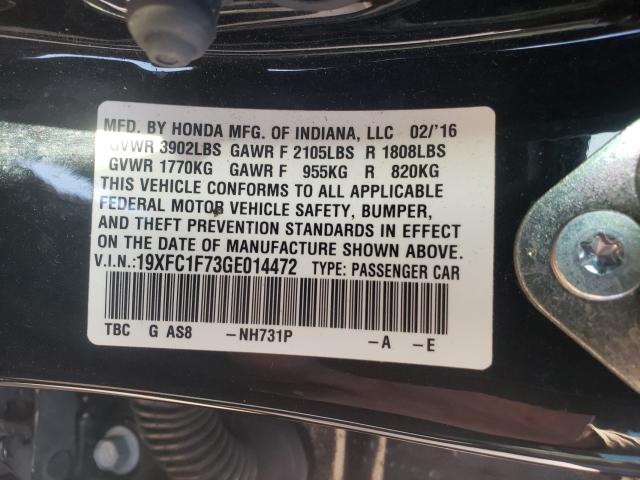 MFD. BY HONDA MFG. OF INDIANA, LLC 02/'16
GVWR 3902LBS GAWR F 2105LBS R 1808LBS
GVWR 1770KG GAWR F 955KG R 820KG
THIS VEHICLE CONFORMS TO ALL APPLICABLE
FEDERAL MOTOR VEHICLE SAFETY, BUMPER,
AND THEFT PREVENTION STANDARDS IN EFFECT
ON THE DATE OF MANUFACTURE SHOWN ABOVE.
V.I.N.:19XFC1F73GE014472 TYPE: PASSENGER CAR
TBC G AS8 –NH731P –A –E